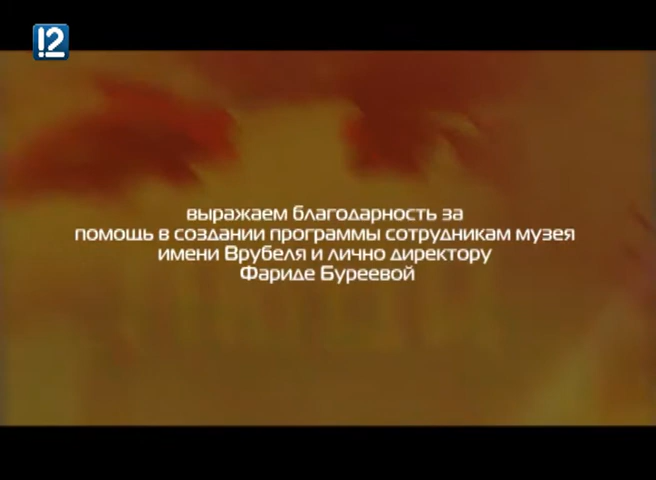 12
выражаем благодарность за
помощь в создании программы сотрудникам музея
имени Врубеля и лично директору
Фариде Буреевой